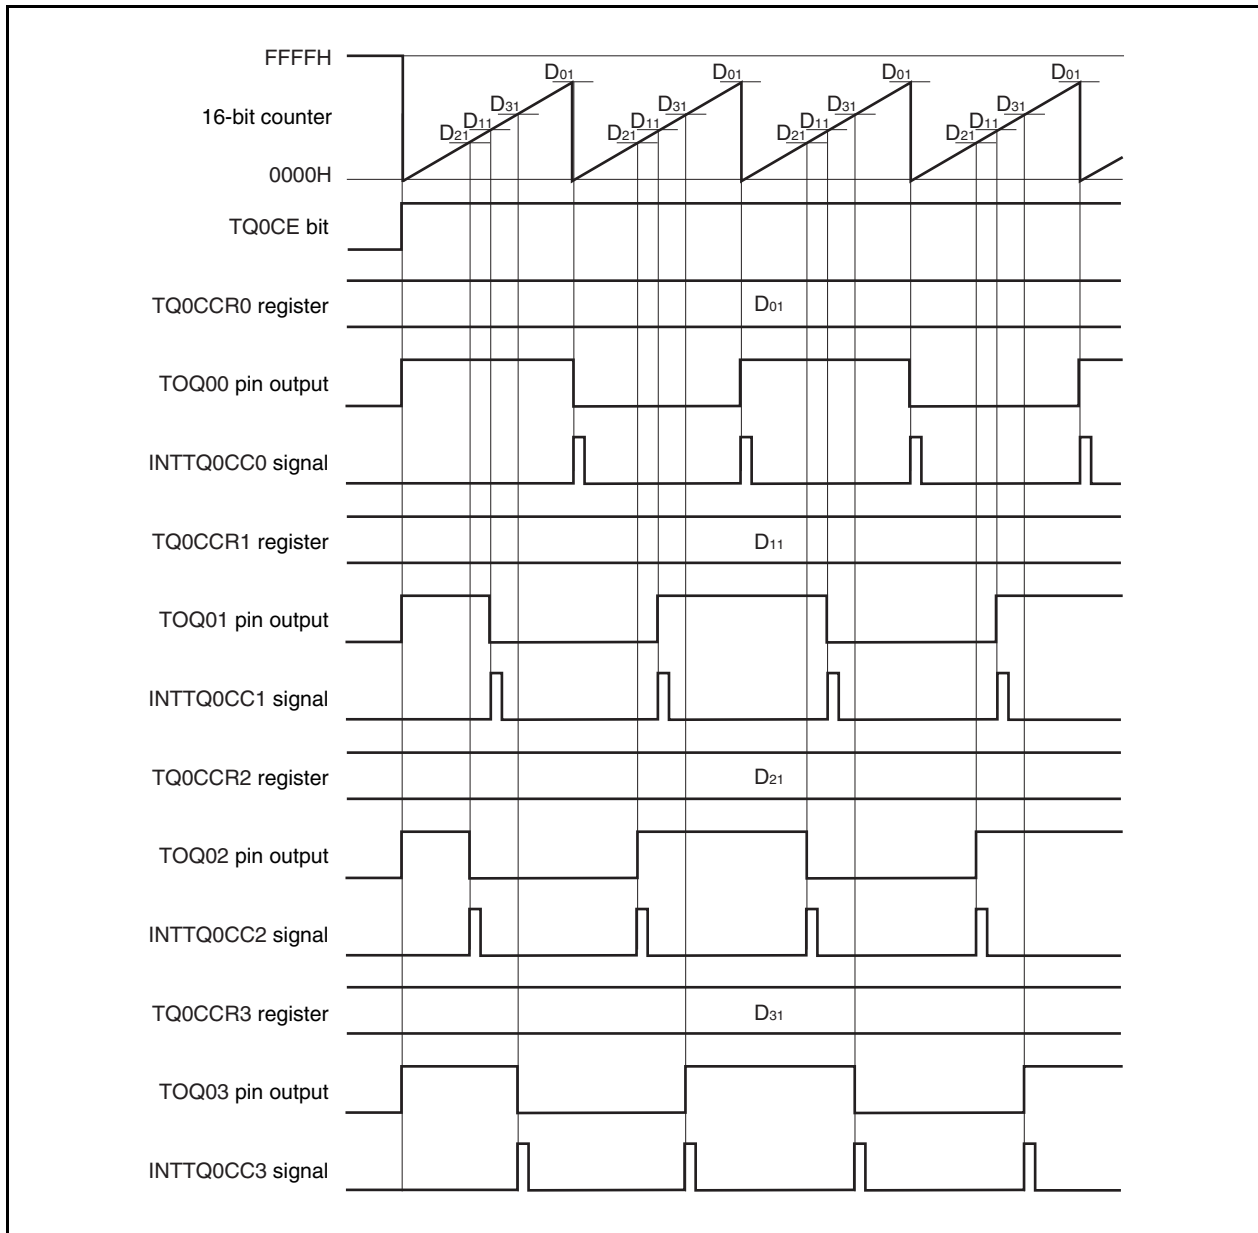 FFFFH
D01 D01 D01 D01
D31 D31 D31 D31
16-bit counter
D11 D11 D11 D11
D21 D21 D21 D21
0000H
TQ0CE bit
TQ0CCR0 register
D01
TOQ00 pin output
INTTQ0CC0 signal
TQ0CCR1 register
D11
TOQ01 pin output
INTTQ0CC1 signal
TQ0CCR2 register
D21
TOQ02 pin output
INTTQ0CC2 signal
TQ0CCR3 register
D31
TOQ03 pin output
INTTQ0CC3 signal